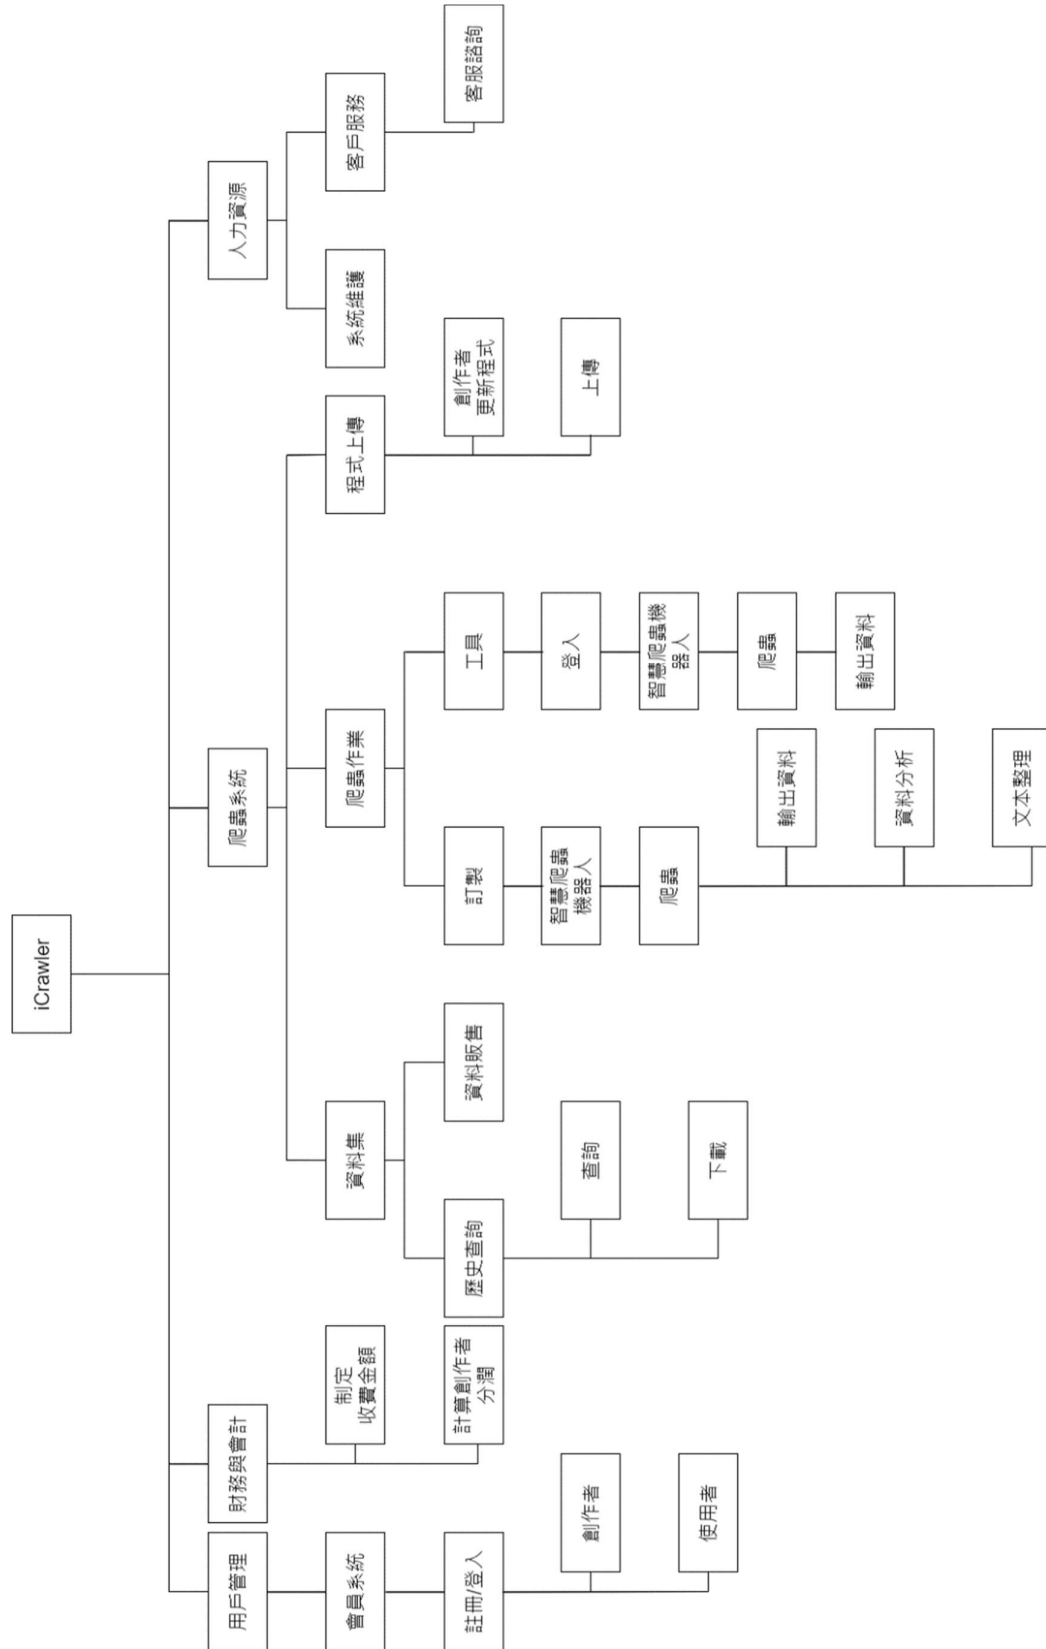 iCrawler
用戶管理
財務與會計
爬蟲系統
人力資源
會員系統
制定
收費金額
資料集
爬蟲作業
程式上傳
系統維護
客戶服務
註冊/登入
計算創作者
分潤
歷史查詢
資料販售
訂製
工具
創作者
更新程式
客服諮詢
創作者
查詢
智慧爬蟲
機器人
登入
上傳
使用者
下載
爬蟲
智慧爬蟲機
器人
輸出資料
爬蟲
資料分析
輸出資料
文本整理